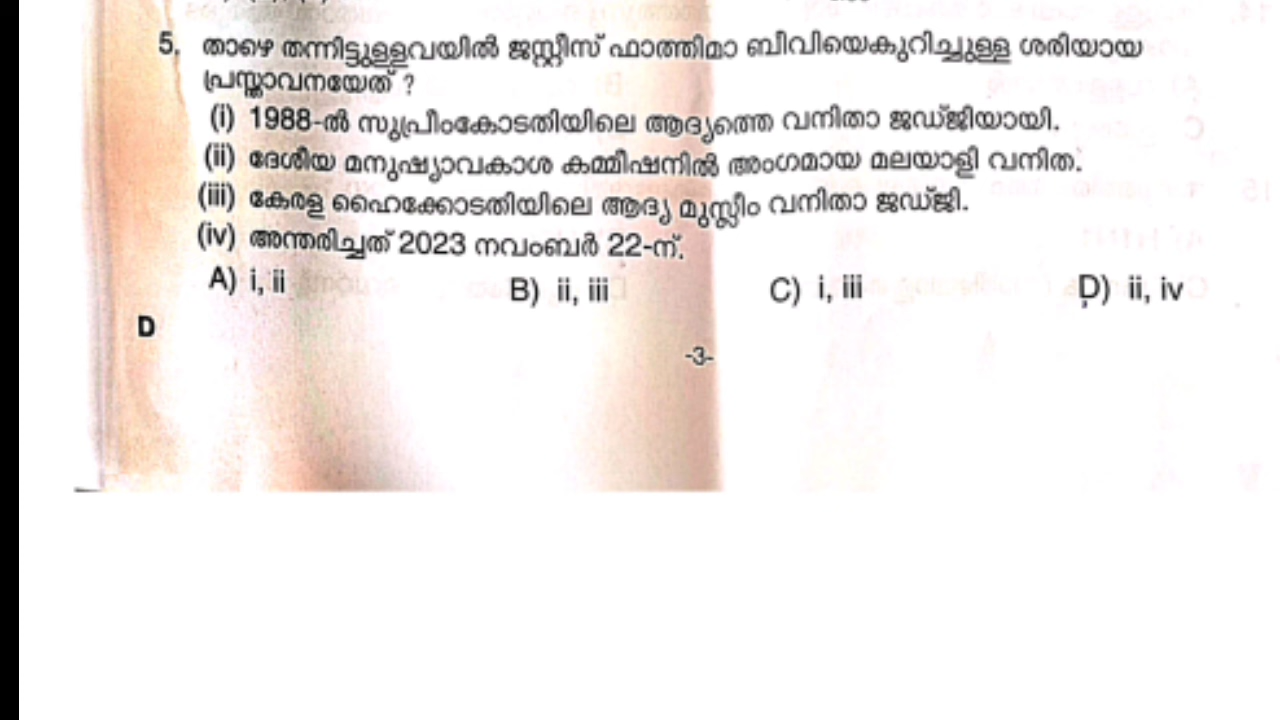 5. താഴെ തന്നിട്ടുള്ളവയിൽ ജസ്റ്റീസ് ഫാത്തിമാ ബീവിയെകുറിച്ചുള്ള ശരിയായ
പ്രസ്താവനയേത് ?
(i) 1988-ൽ സുപ്രീംകോടതിയിലെ ആദ്യത്തെ വനിതാ ജഡ്ജിയായി.
(ii) ദേശീയ മനുഷ്യാവകാശ കമ്മീഷനിൽ അംഗമായ മലയാളി വനിത.
(iii) കേരള ഹൈക്കോടതിയിലെ ആദ്യ മുസ്ലീം വനിതാ ജഡ്ജി.
(iv) അന്തരിച്ചത് 2023 നവംബർ 22-ന്.
A) i, ii B) ii, iii C) i, iii D) ii, iv
D
-3-